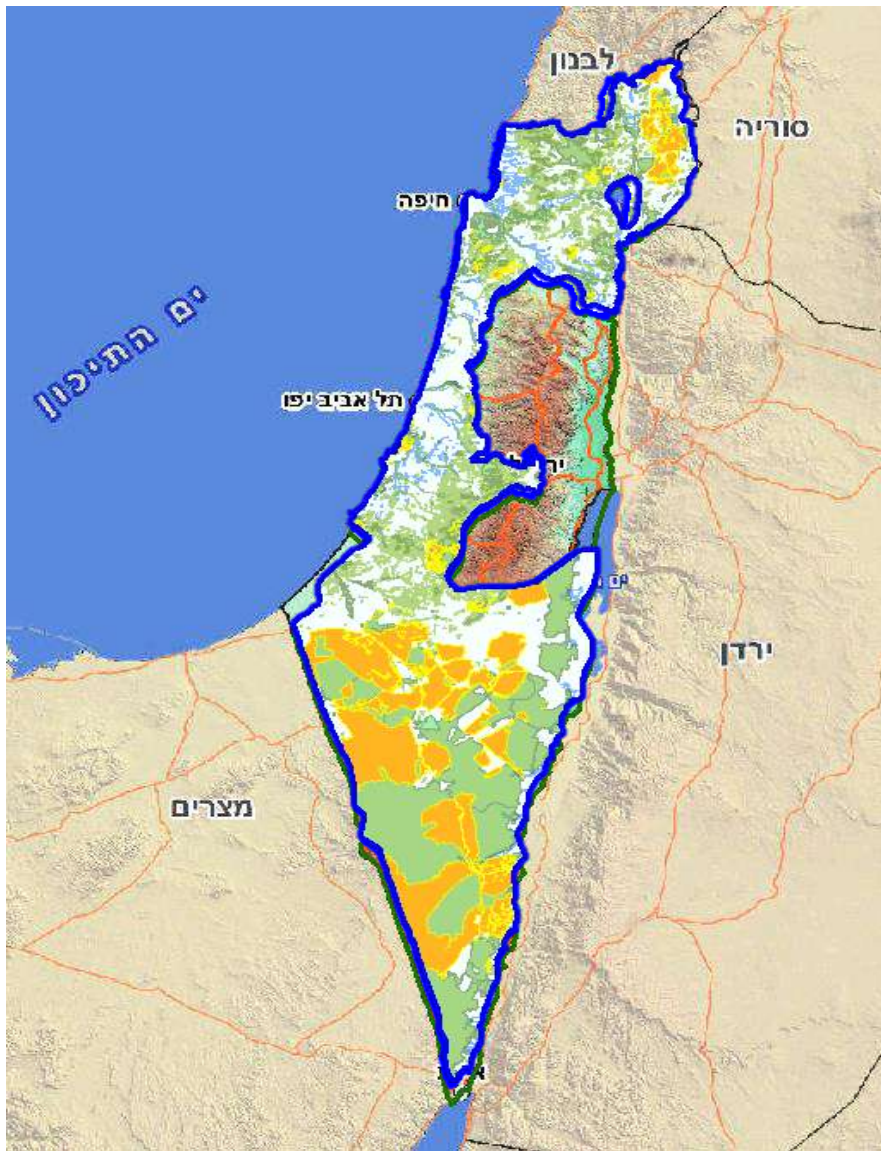 לבנון
סוריה
חיפה
ים התיכון
תל אביב יפו
ירדן
מצרים